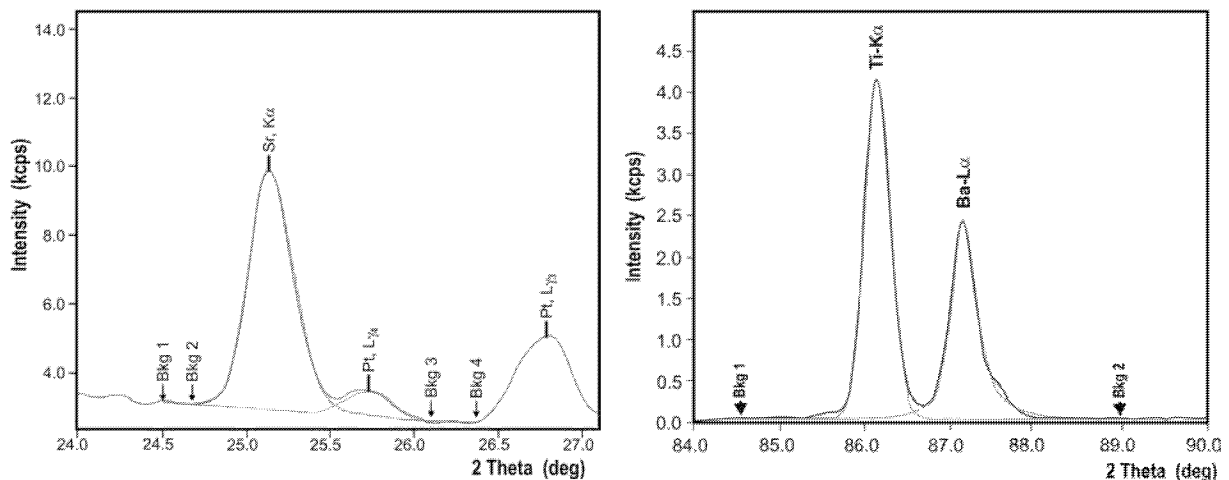 14.0
12.0
10.0
8.0
6.0
4.0
Intensity (kcps)
Bkg 1
Bkg 2
Sr, Kα
Bkg 3
Bkg 4
24.0 24.5 25.0 25.5 26.0 26.5 27.0
2 Theta (deg)
4.5
4.0
3.5
3.0
2.5
2.0
1.5
1.0
0.5
0.0
Intensity (kcps)
Bkg 1
Ti-Kα
Ba-Lα
Bkg 2
84.0 85.0 86.0 87.0 88.0 89.0 90.0
2 Theta (deg)